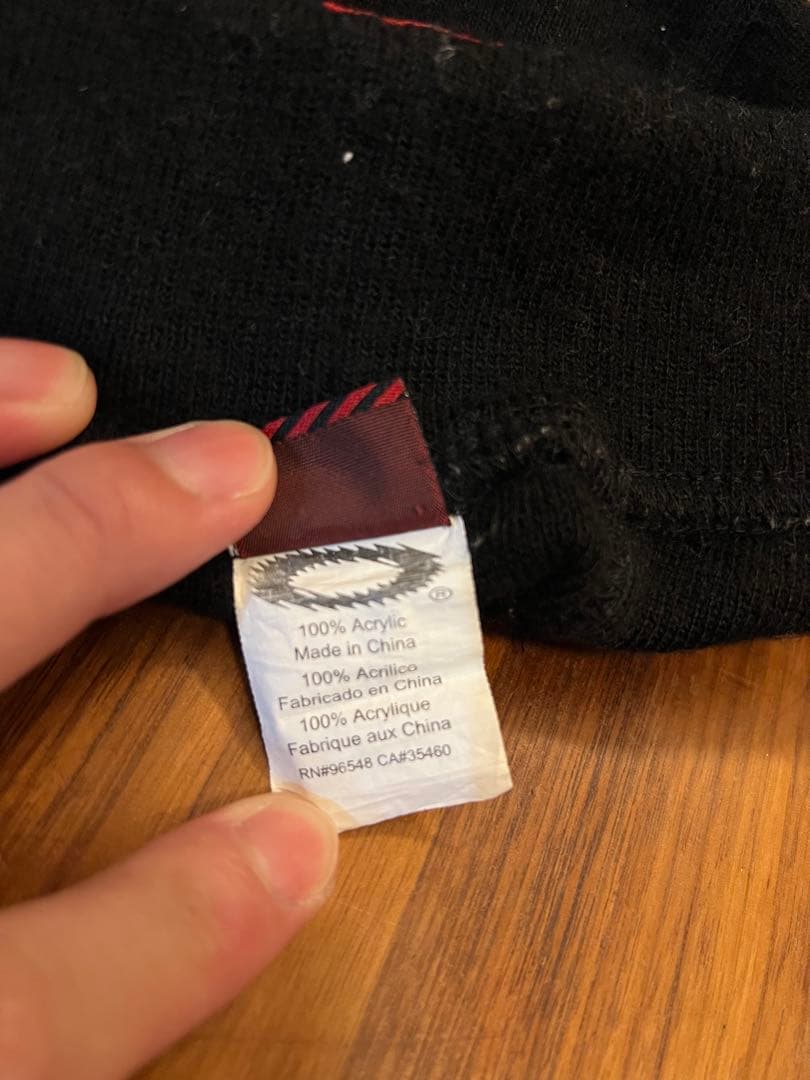 ®
100% Acrylic
Made in China
100% Acrilico
Fabricado en China
100% Acrylique
Fabrique aux China
RN#96548 CA#35460